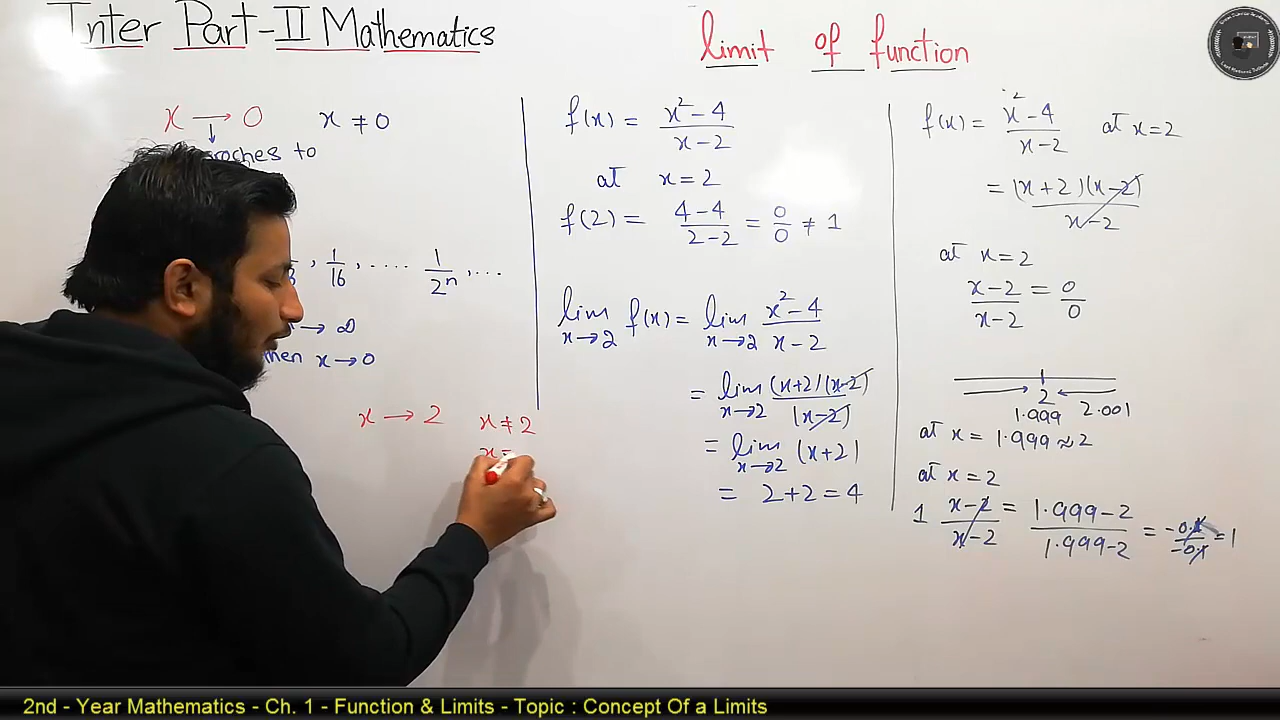 Inter Part-II Mathematics
limit of function
x → 0 x ≠ 0
to
, 1/16, .... 1/2ⁿ, ...
→ ∞
x → 0
x → 2 x ≠ 2
x =
f(x) = x²-4/x-2
at x = 2
f(2) = 4-4/2-2 = 0/0 ≠ 1
lim x→2 f(x) = lim x→2 x²-4/x-2
= lim x→2 (x+2)(x-2)/(x-2)
= lim x→2 (x+2)
= 2+2 = 4
f(x) = x²-4/x-2 at x=2
= (x+2)(x-2)/x-2
at x=2
x-2/x-2 = 0/0
2
1.999 2.001
at x = 1.999 ≈ 2
at x = 2
1 x-2/x-2 = 1.999-2/1.999-2 = = 1
2nd - Year Mathematics - Ch. 1 - Function & Limits - Topic : Concept Of a Limits